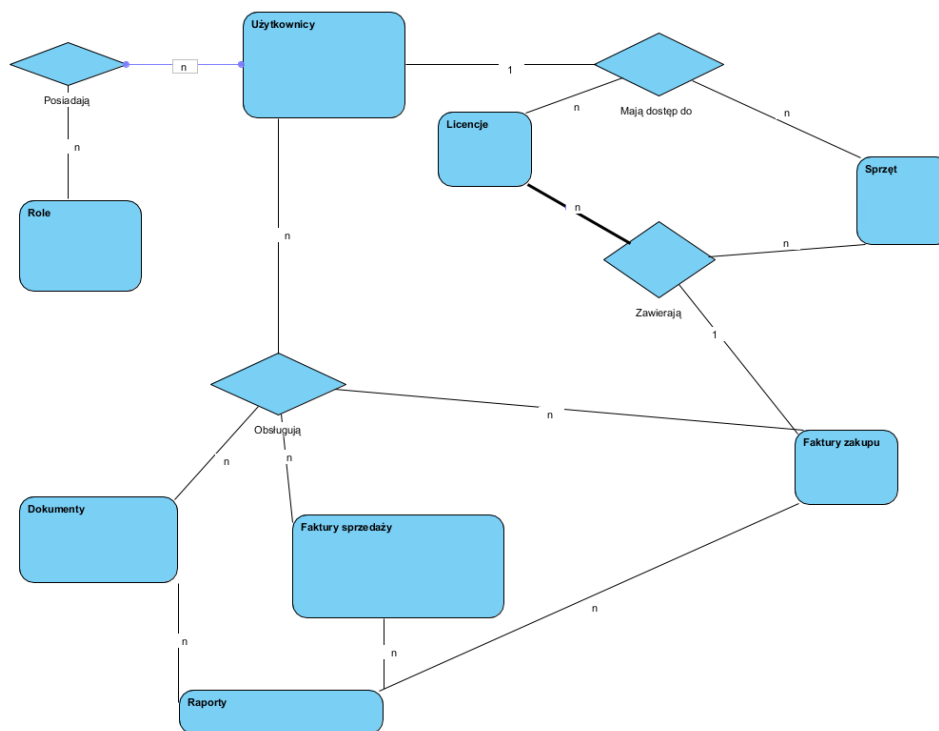 Użytkownicy
n
1
Posiadają
n
Mają dostęp do
n
Licencje
n
Sprzęt
n
Role
n
n
Zawierają
1
n
Obsługują
n
n
Faktury zakupu
n
Dokumenty
Faktury sprzedaży
n
n
n
Raporty